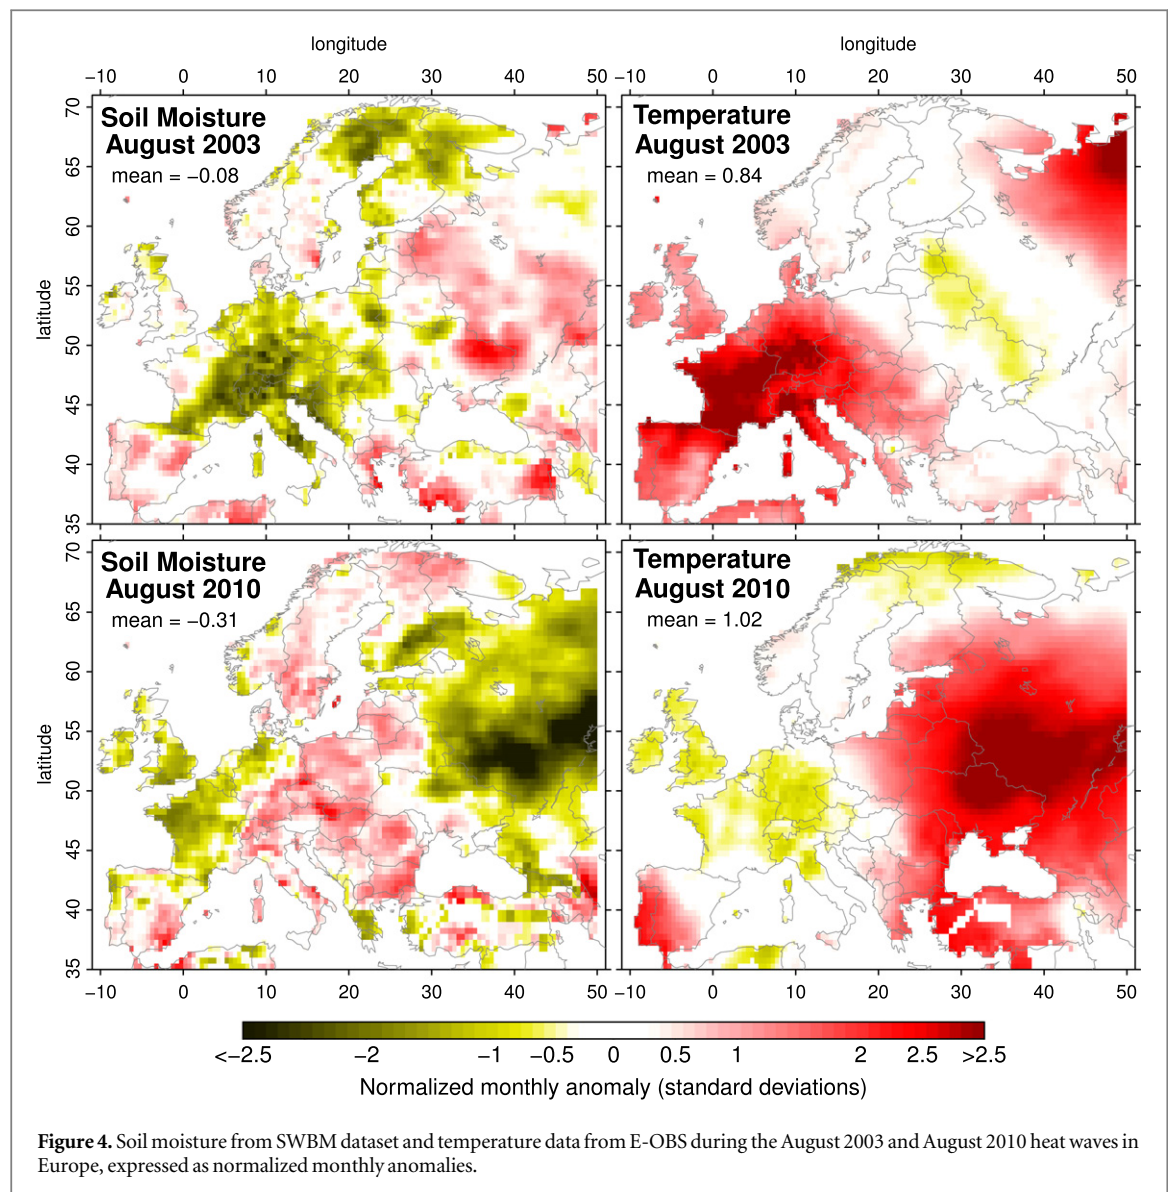 longitude
longitude
−10 0 10 20 30 40 50
−10 0 10 20 30 40 50
Soil Moisture
August 2003
mean = −0.08
Temperature
August 2003
mean = 0.84
latitude
70
65
60
55
50
45
40
35
Soil Moisture
August 2010
mean = −0.31
Temperature
August 2010
mean = 1.02
latitude
70
65
60
55
50
45
40
35
−10 0 10 20 30 40 50
−10 0 10 20 30 40 50
<−2.5 −2 −1 −0.5 0 0.5 1 2 2.5 >2.5
Normalized monthly anomaly (standard deviations)
Figure 4. Soil moisture from SWBM dataset and temperature data from E-OBS during the August 2003 and August 2010 heat waves in
Europe, expressed as normalized monthly anomalies.